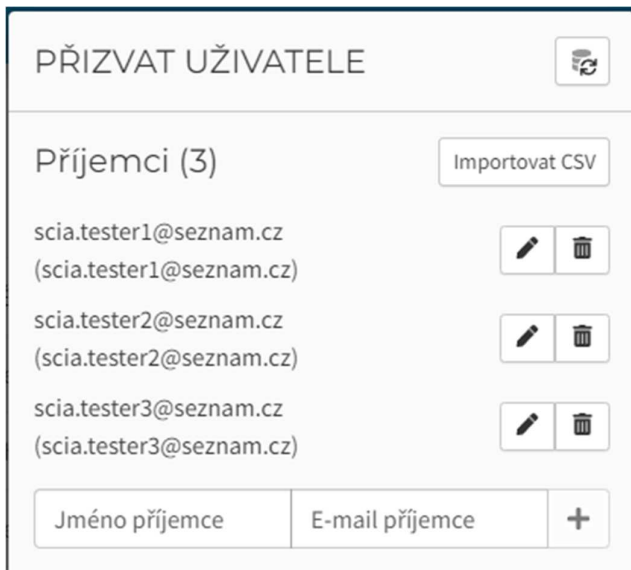 PŘIZVAT UŽIVATELE
Příjemci (3)
Importovat CSV
scia.tester1@seznam.cz
(scia.tester1@seznam.cz)
scia.tester2@seznam.cz
(scia.tester2@seznam.cz)
scia.tester3@seznam.cz
(scia.tester3@seznam.cz)
Jméno příjemce
E-mail příjemce
+